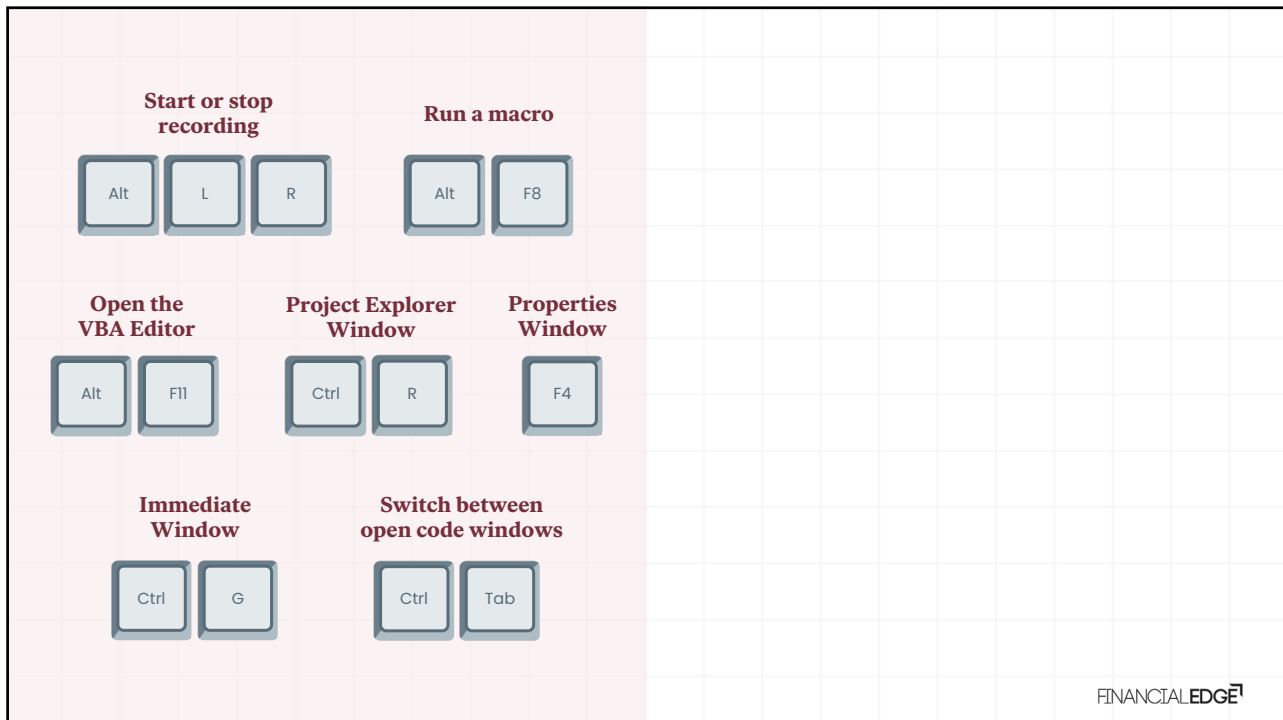 Start or stop
recording
Alt L R
Run a macro
Alt F8
Open the
VBA Editor
Alt F11
Project Explorer
Window
Ctrl R
Properties
Window
F4
Immediate
Window
Ctrl G
Switch between
open code windows
Ctrl Tab
FINANCIALEDGE